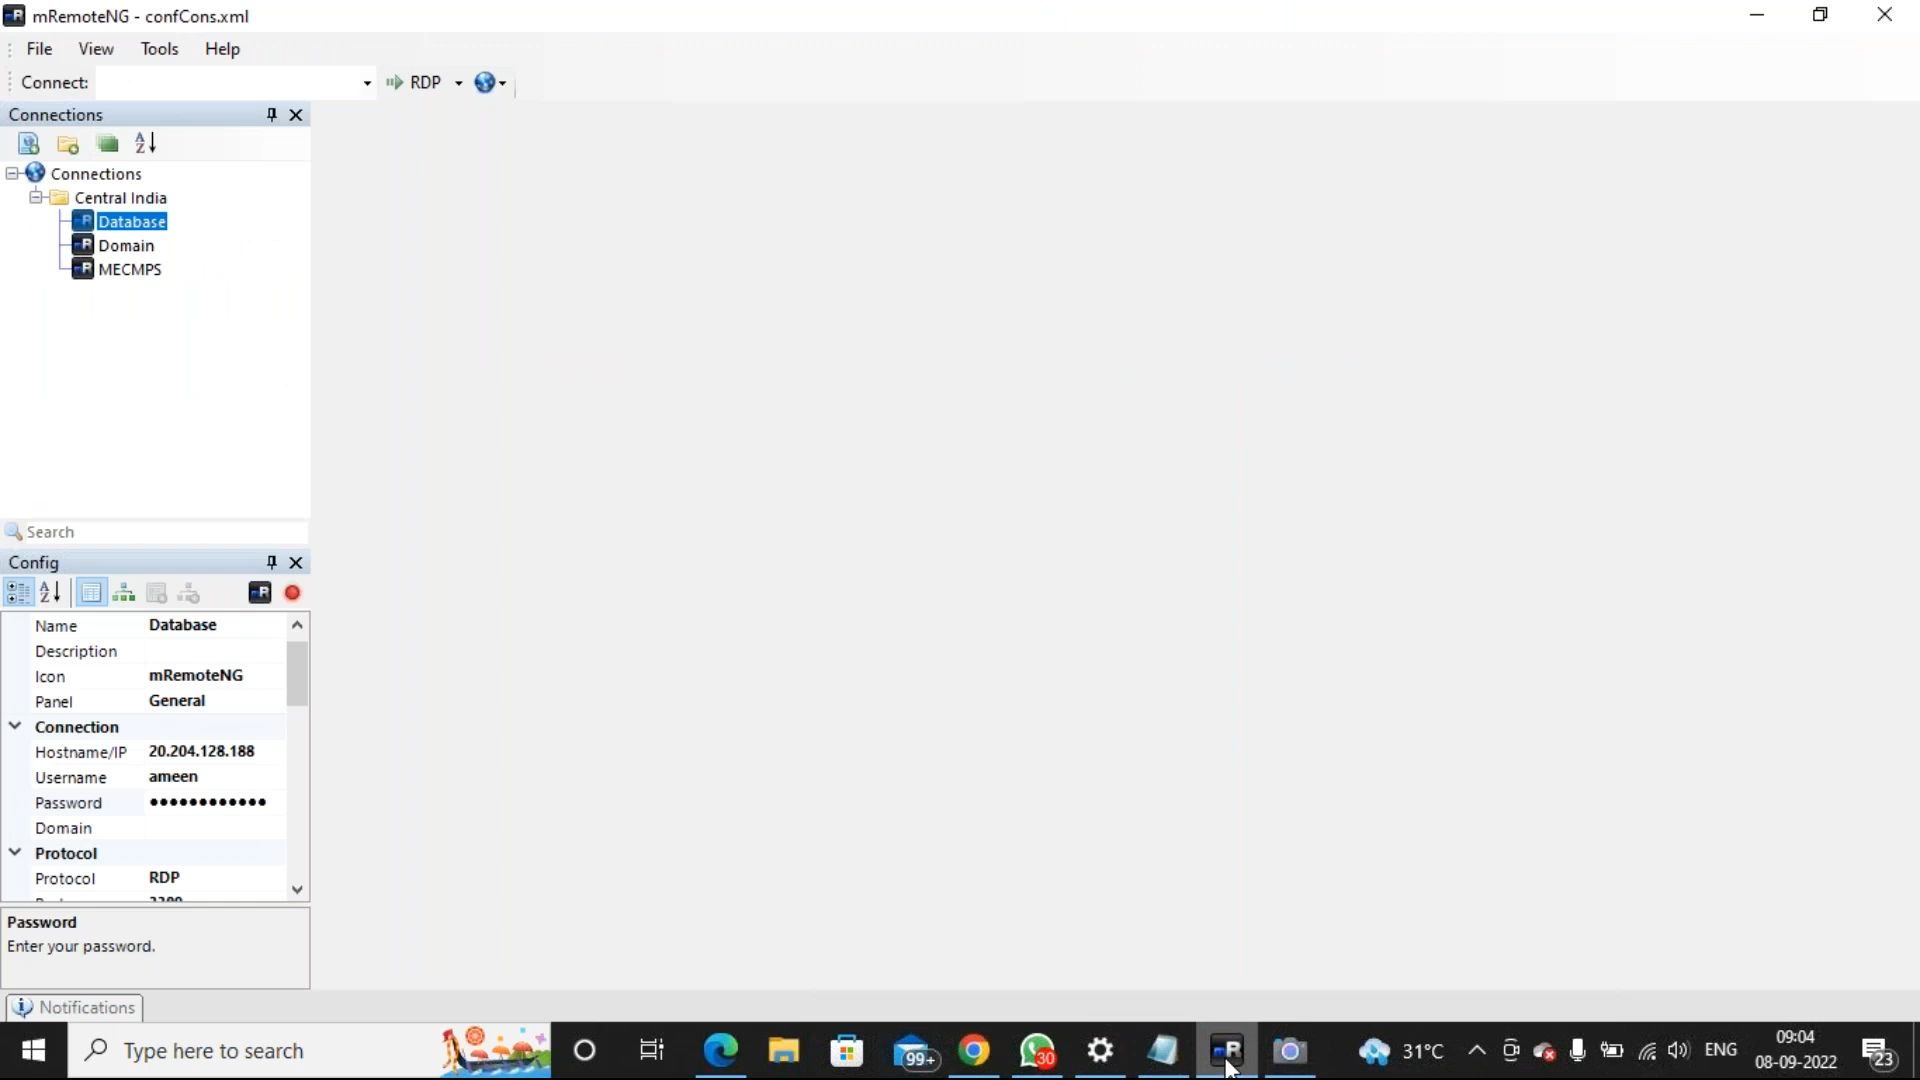 mRemoteNG - confCons.xml
File View Tools Help
Connect: RDP
Connections
Connections
Central India
Database
Domain
MECMPS
Search
Config
Name Database
Description
Icon mRemoteNG
Panel General
Connection
Hostname/IP 20.204.128.188
Username ameen
Password ••••••••••••
Domain
Protocol
Protocol RDP
Password
Enter your password.
Notifications
Type here to search 99+ 30 31°C ENG 09:04
08-09-2022 23